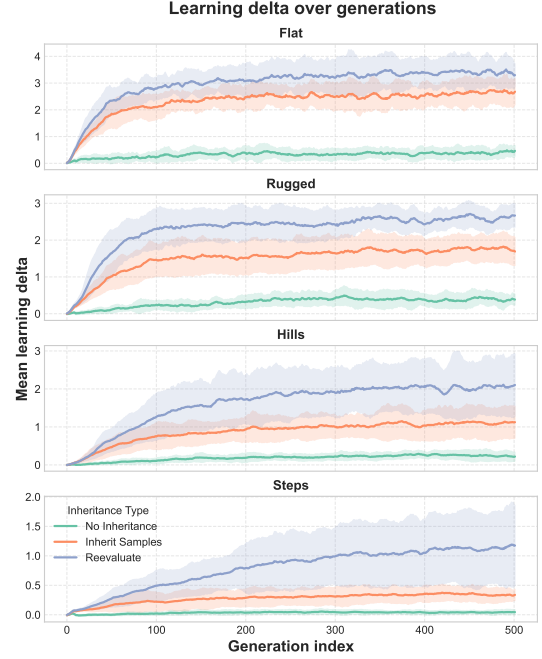 Learning delta over generations
Flat
4
3
2
1
0
Rugged
3
2
1
0
Mean learning delta
Hills
3
2
1
0
Steps
2.0
1.5
1.0
0.5
0.0
Inheritance Type
No Inheritance
Inherit Samples
Reevaluate
0 100 200 300 400 500
Generation index